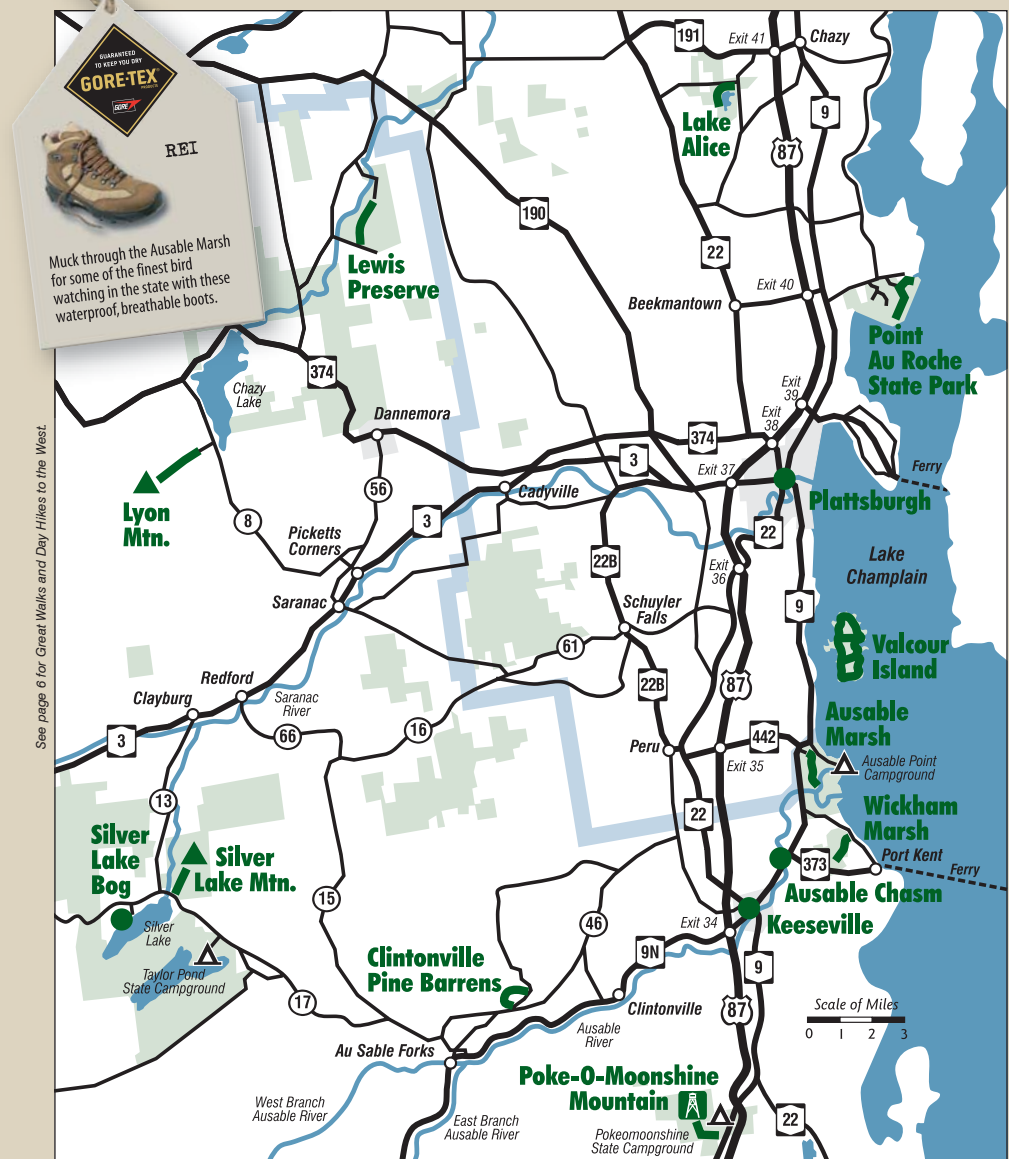 GUARANTEED
TO KEEP YOU DRY
GORE-TEX®
PRODUCTS
GORE
REI
Muck through the Ausable Marsh
for some of the finest bird
watching in the state with these
waterproof, breathable boots.
See page 6 for Great Walks and Day Hikes to the West.
191
Exit 41
Chazy
9
Lake
Alice
87
190
22
Lewis
Preserve
Beekmantown
Exit 40
Point
Au Roche
State Park
374
Chazy
Lake
Dannemora
Exit
39
Exit
38
374
3
Exit 37
Ferry
Cadyville
Plattsburgh
56
Lyon
Mtn.
8
3
22
Picketts
Corners
22B
Exit
36
Lake
Champlain
Saranac
Schuyler
Falls
9
61
Valcour
Island
Redford
22B
87
Clayburg
Saranac
River
Ausable
Marsh
3
66
16
Peru
442
Exit 35
Ausable Point
Campground
13
22
Wickham
Marsh
Silver
Lake
Bog
Silver
Lake Mtn.
373
Port Kent
Ferry
15
Ausable Chasm
Keeseville
46
Exit 34
Silver
Lake
9N
9
Clintonville
Pine Barrens
Taylor Pond
State Campground
17
Clintonville
87
Scale of Miles
0 1 2 3
Ausable
River
Au Sable Forks
Poke-O-Moonshine
Mountain
West Branch
Ausable River
East Branch
Ausable River
22
Pokeomoonshine
State Campground